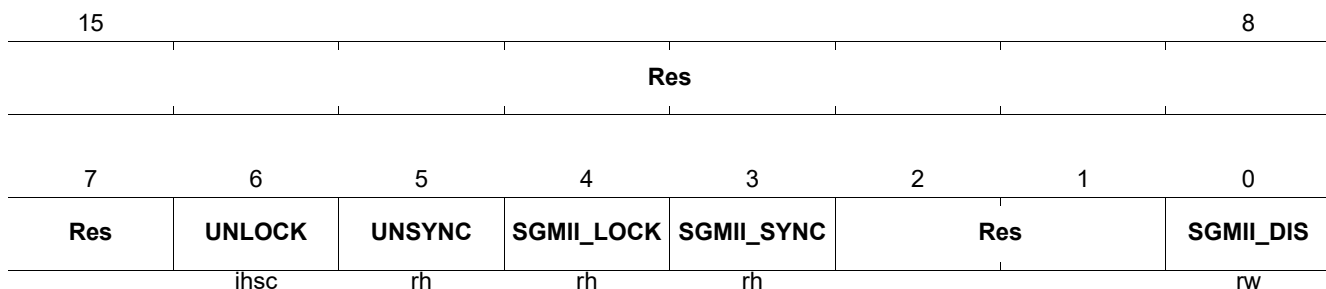 15 8
Res
7 6 5 4 3 2 1 0
Res UNLOCK UNSYNC SGMII_LOCK SGMII_SYNC Res SGMII_DIS
ihsc rh rh rh rw